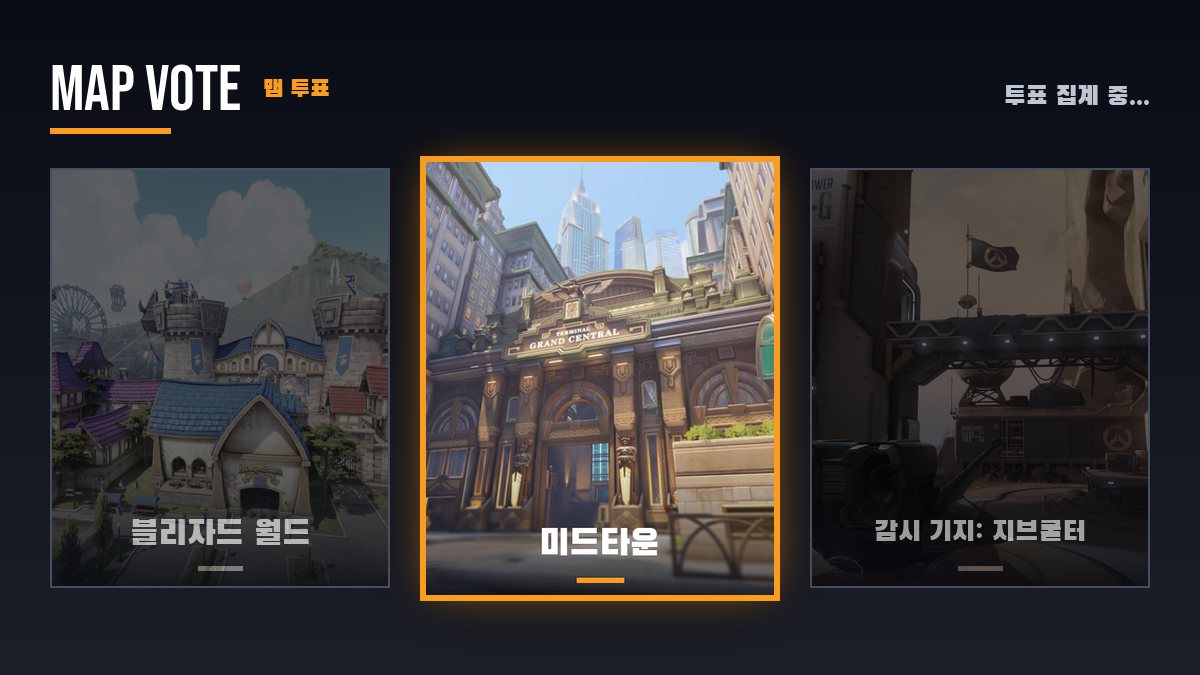 MAP VOTE 맵 투표
투표 집계 중...
TERMINAL
GRAND CENTRAL
WP-G
블리자드 월드
미드타운
감시 기지: 지브롤터